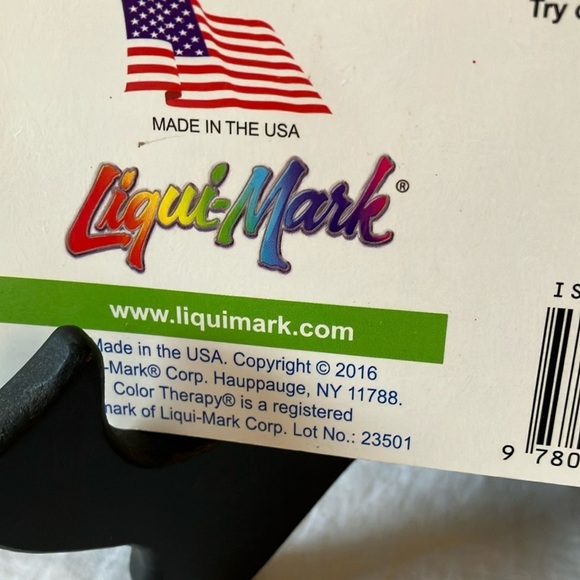 Try
MADE IN THE USA
Liqui-Mark®
www.liquimark.com
Made in the USA. Copyright © 2016
-Mark® Corp. Hauppauge, NY 11788.
Color Therapy® is a registered
mark of Liqui-Mark Corp. Lot No.: 23501
I S
9 780